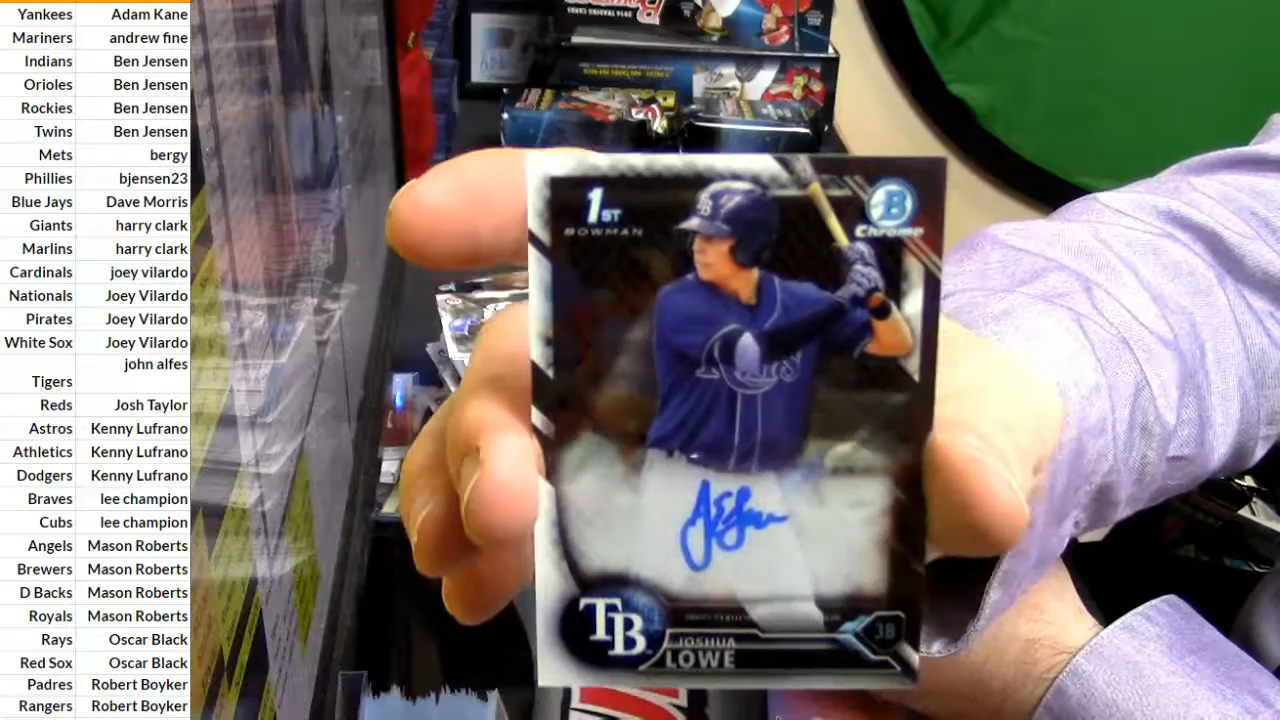 Yankees Adam Kane
Mariners andrew fine
Indians Ben Jensen
Orioles Ben Jensen
Rockies Ben Jensen
Twins Ben Jensen
Mets bergy
Phillies bjensen23
Blue Jays Dave Morris
Giants harry clark
Marlins harry clark
Cardinals joey vilardo
Nationals Joey Vilardo
Pirates Joey Vilardo
White Sox Joey Vilardo
Tigers john alfes
Reds Josh Taylor
Astros Kenny Lufrano
Athletics Kenny Lufrano
Dodgers Kenny Lufrano
Braves lee champion
Cubs lee champion
Angels Mason Roberts
Brewers Mason Roberts
D Backs Mason Roberts
Royals Mason Roberts
Rays Oscar Black
Red Sox Oscar Black
Padres Robert Boyker
Rangers Robert Boyker
1ST
BOWMAN
B
Chrome
TB
Rays
TB
3B
JOSHUA
LOWE